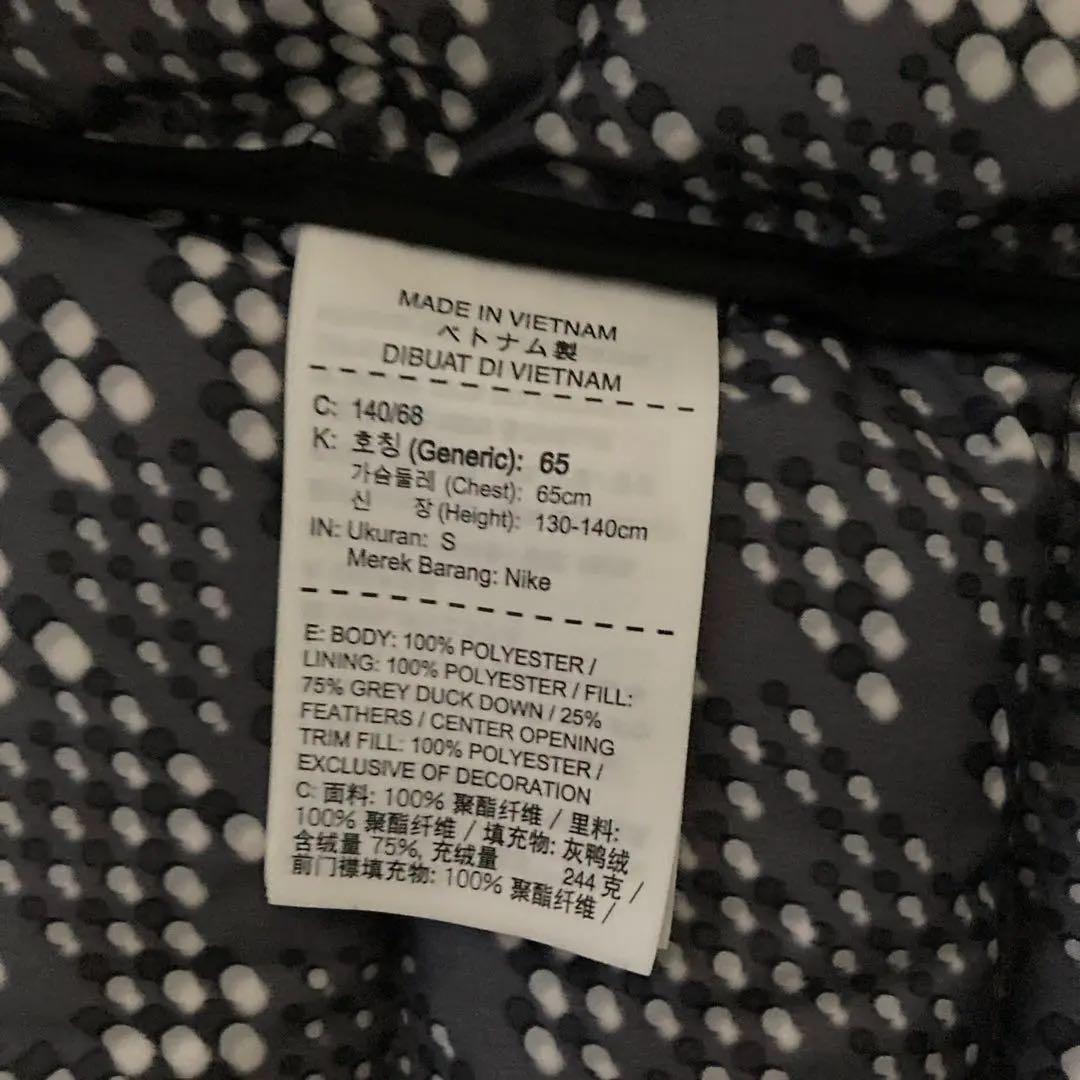 MADE IN VIETNAM
ベトナム製
DIBUAT DI VIETNAM
C: 140/68
K: 호칭 (Generic): 65
가슴둘레 (Chest): 65cm
신 장 (Height): 130-140cm
IN: Ukuran: S
Merek Barang: Nike
E: BODY: 100% POLYESTER /
LINING: 100% POLYESTER / FILL:
75% GREY DUCK DOWN / 25%
FEATHERS / CENTER OPENING
TRIM FILL: 100% POLYESTER /
EXCLUSIVE OF DECORATION
C: 面料: 100% 聚酯纤维 / 里料:
100% 聚酯纤维 / 填充物: 灰鸭绒
含绒量 75%, 充绒量 244 克 /
前门襟填充物: 100% 聚酯纤维 /